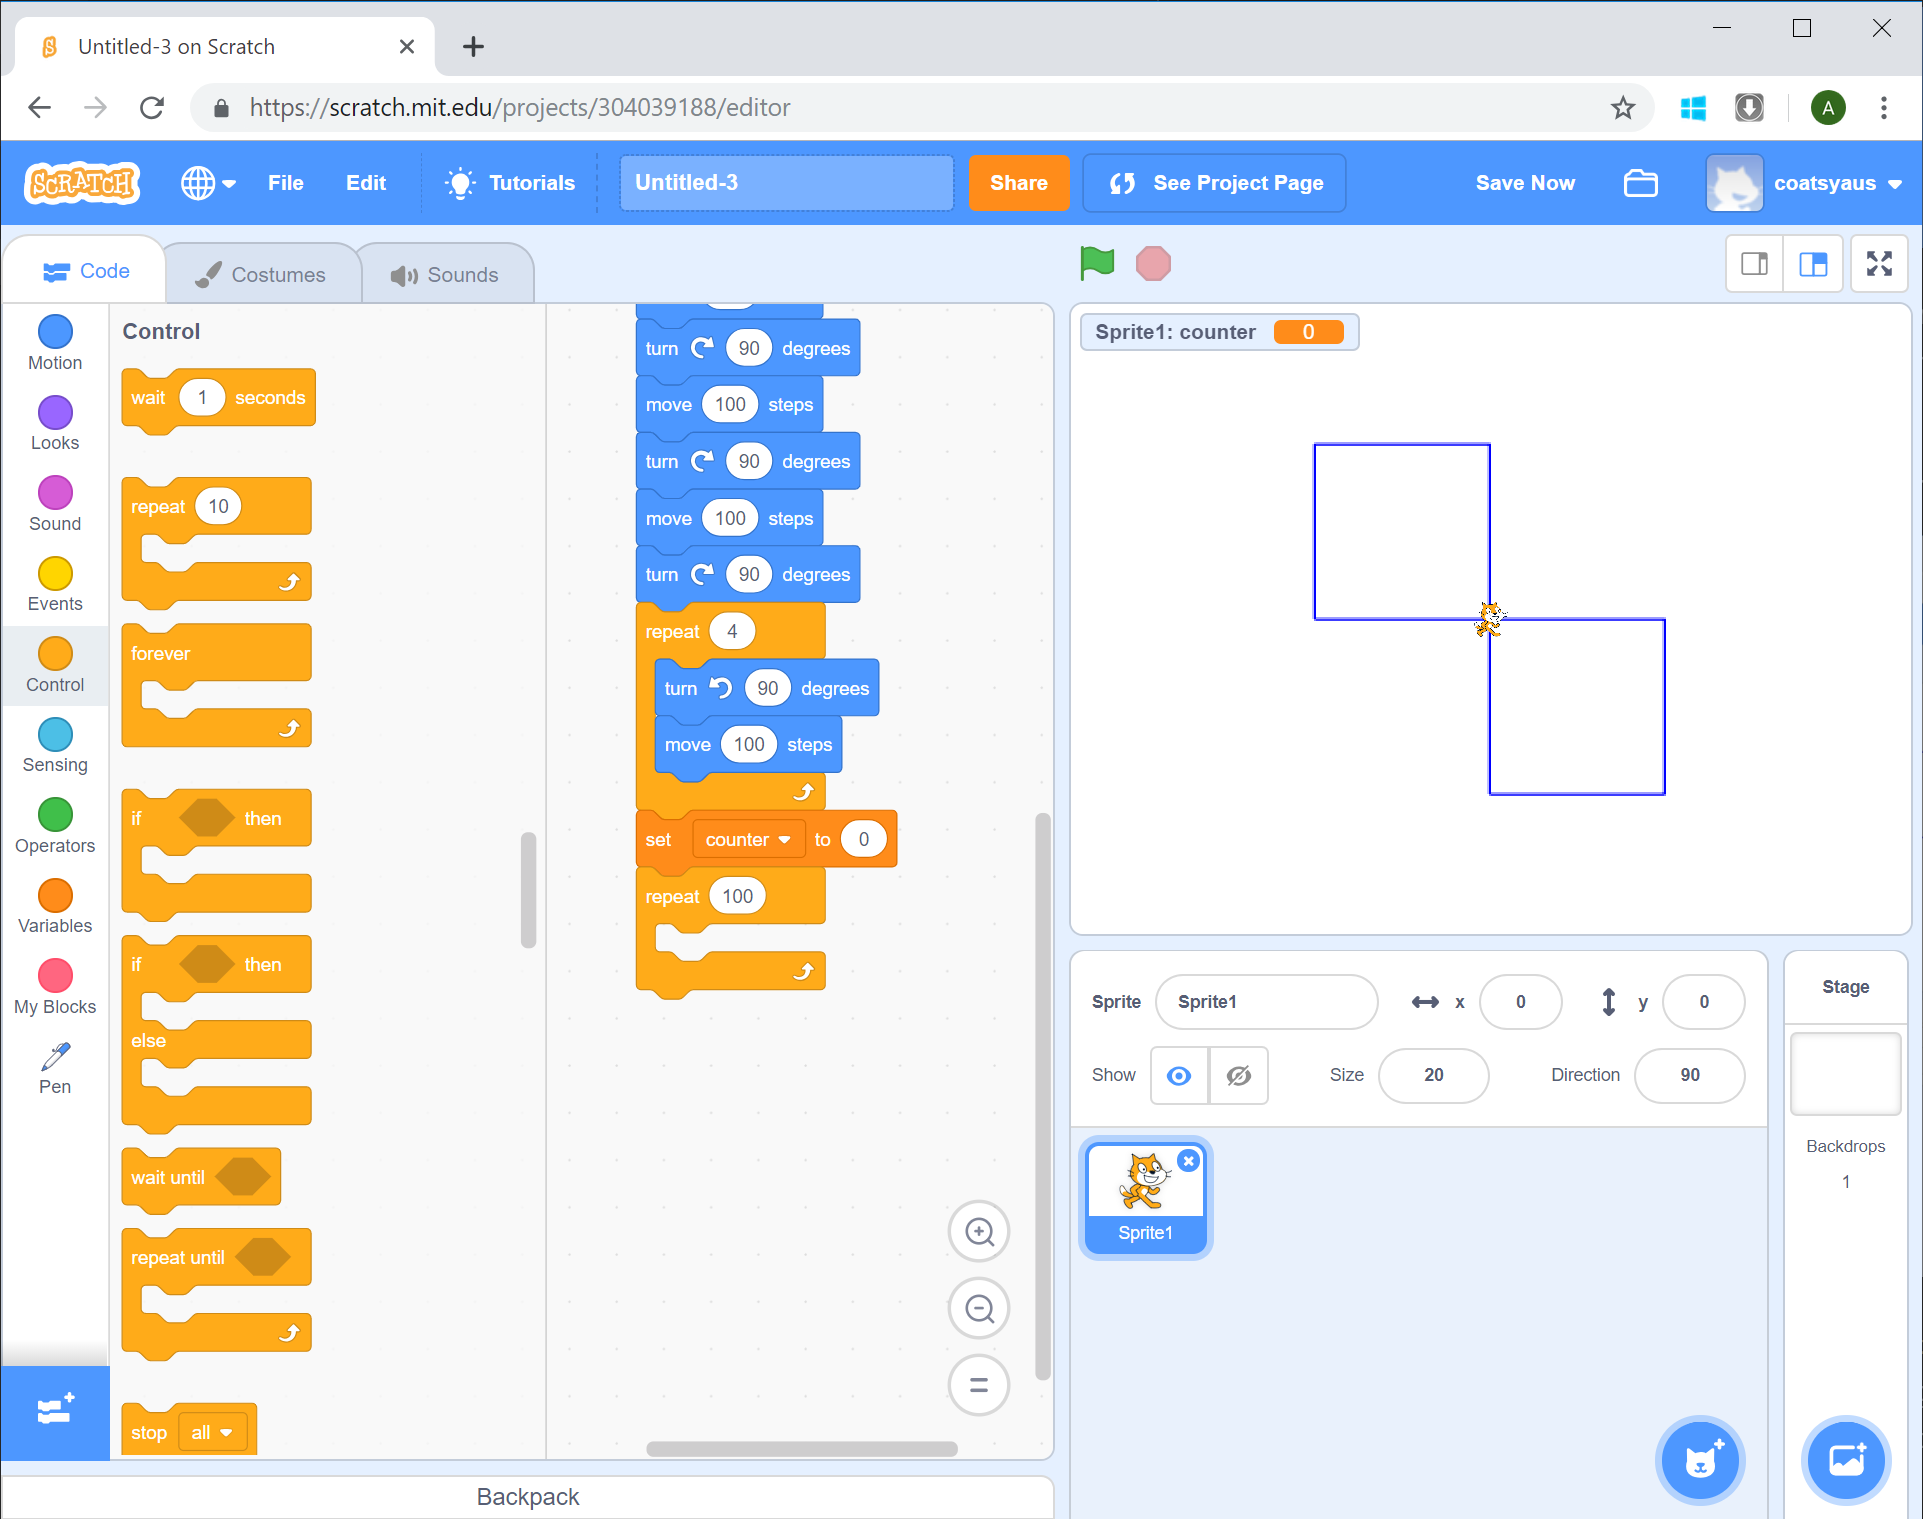 Untitled-3 on Scratch
https://scratch.mit.edu/projects/304039188/editor
A
SCRATCH
File
Edit
Tutorials
Untitled-3
Share
See Project Page
Save Now
coatsyaus
Code
Costumes
Sounds
Motion
Looks
Sound
Events
Control
Sensing
Operators
Variables
My Blocks
Pen
Control
wait 1 seconds
repeat 10
forever
if then
if then
else
wait until
repeat until
stop all
turn 90 degrees
move 100 steps
turn 90 degrees
move 100 steps
turn 90 degrees
repeat 4
turn 90 degrees
move 100 steps
set counter to 0
repeat 100
Backpack
Sprite1: counter 0
Sprite Sprite1 x 0 y 0
Show Size 20 Direction 90
Sprite1
Stage
Backdrops
1